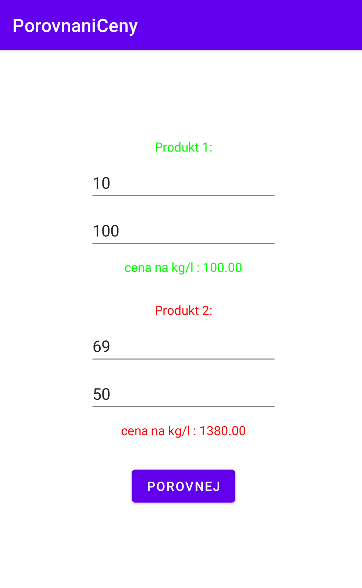 PorovnaniCeny
Produkt 1:
10
100
cena na kg/l : 100.00
Produkt 2:
69
50
cena na kg/l : 1380.00
POROVNEJ